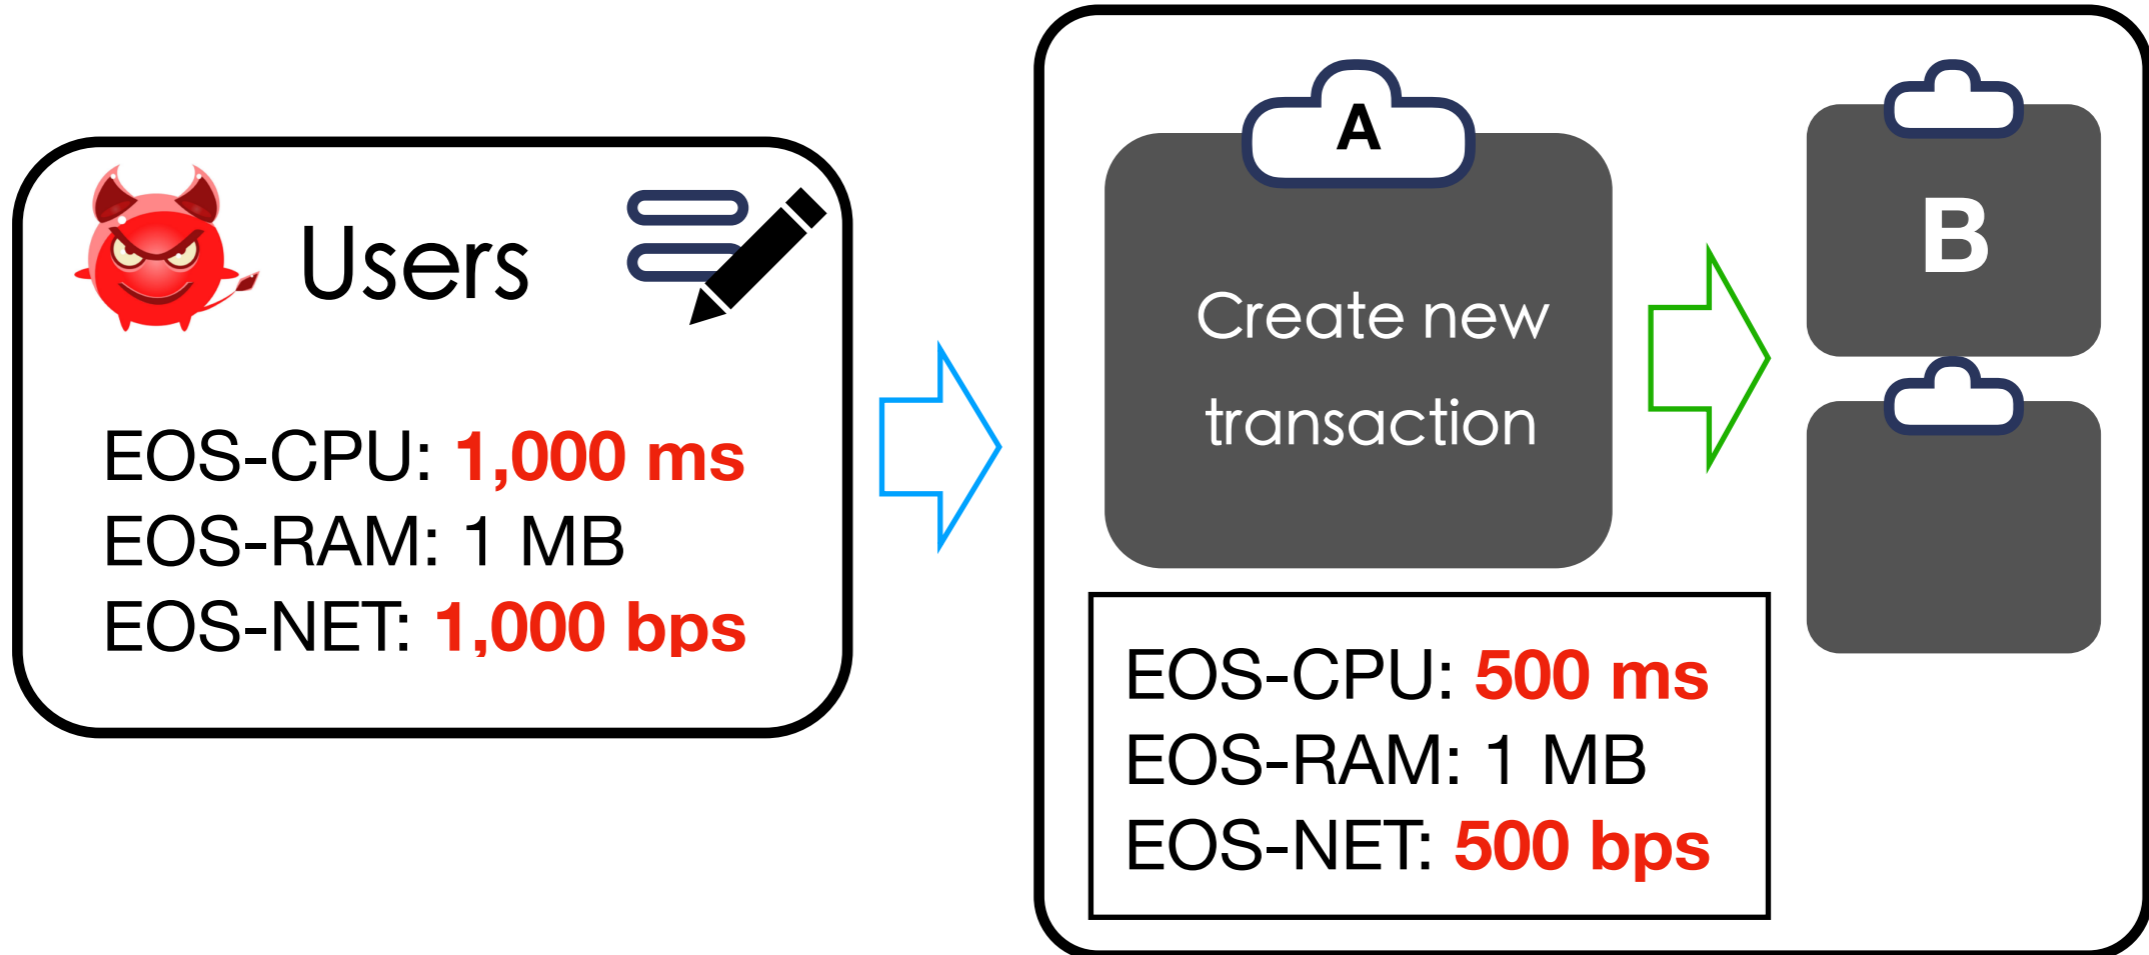 Users
EOS-CPU: 1,000 ms
EOS-RAM: 1 MB
EOS-NET: 1,000 bps
A
Create new
transaction
B
EOS-CPU: 500 ms
EOS-RAM: 1 MB
EOS-NET: 500 bps